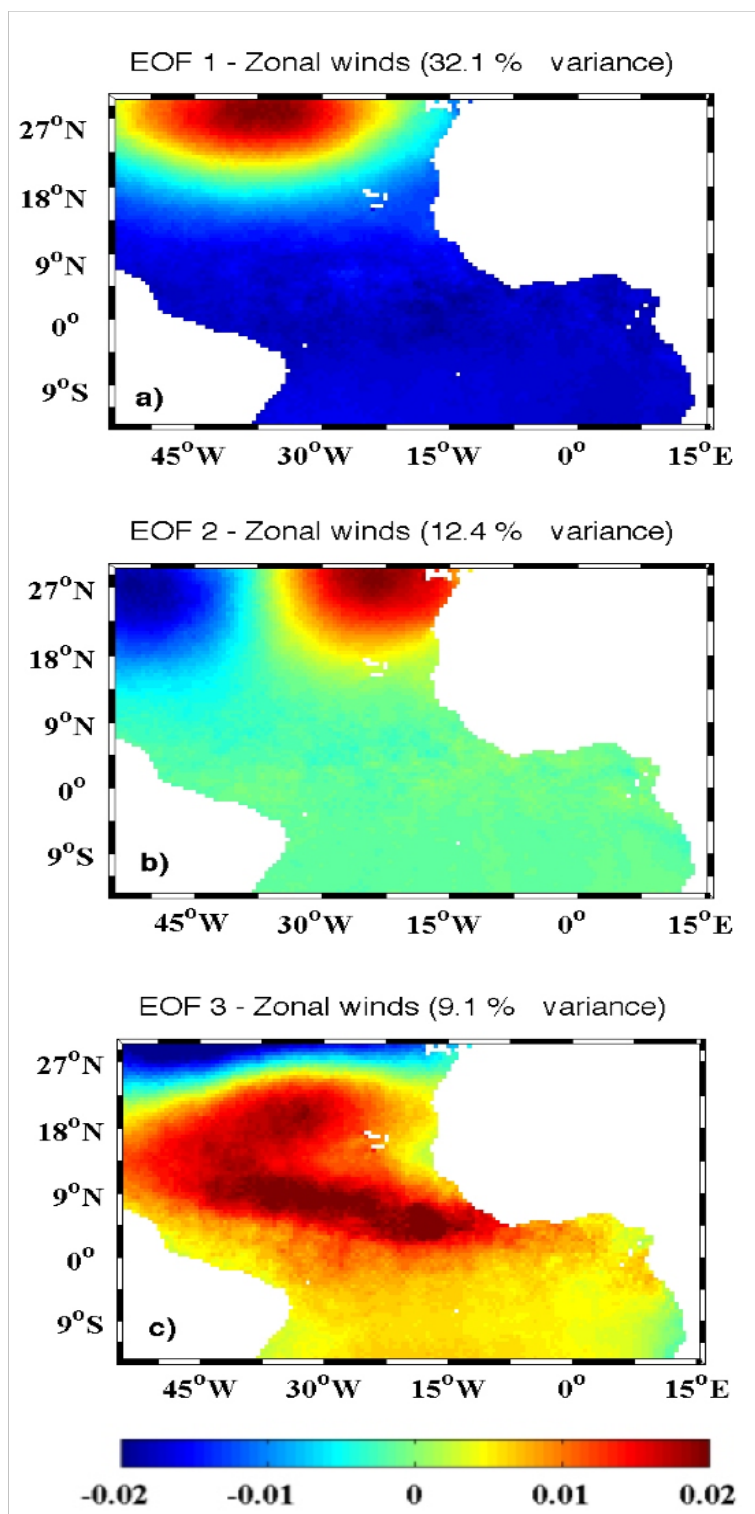 EOF 1 - Zonal winds (32.1 % variance)
27°N
18°N
9°N
0°
9°S
a)
45°W 30°W 15°W 0° 15°E
EOF 2 - Zonal winds (12.4 % variance)
27°N
18°N
9°N
0°
9°S
b)
45°W 30°W 15°W 0° 15°E
EOF 3 - Zonal winds (9.1 % variance)
27°N
18°N
9°N
0°
9°S
c)
45°W 30°W 15°W 0° 15°E
-0.02 -0.01 0 0.01 0.02